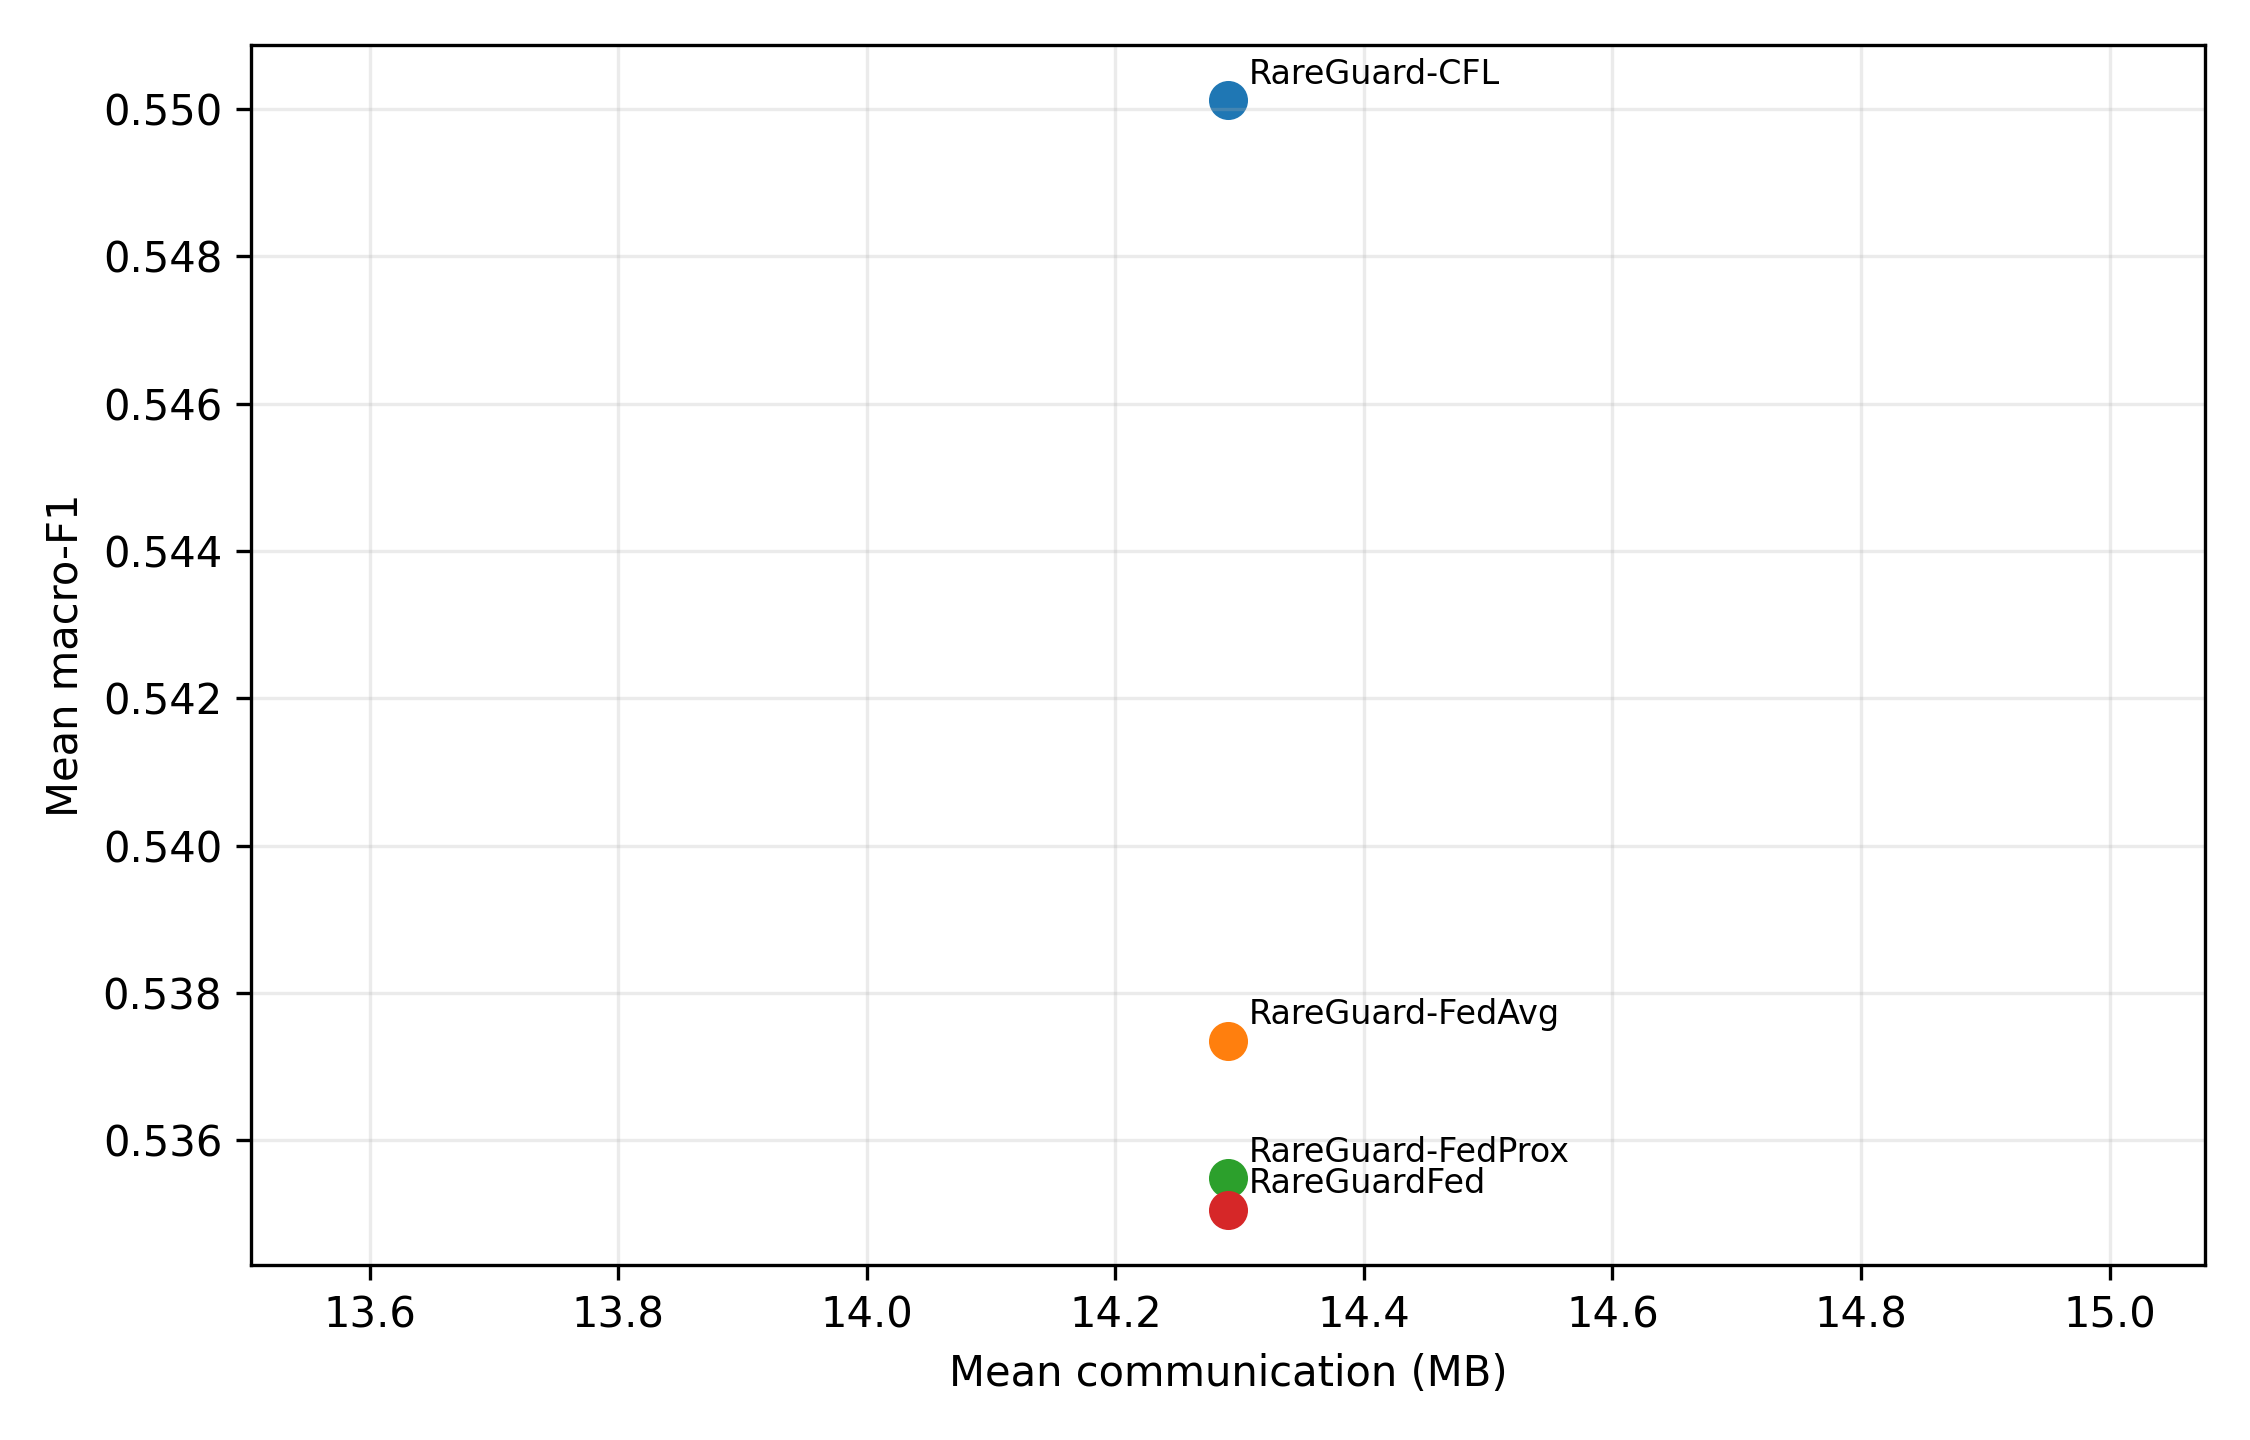 RareGuard-CFL
0.550
0.548
0.546
0.544
0.542
0.540
0.538
0.536
Mean macro-F1
RareGuard-FedAvg
RareGuard-FedProx
RareGuardFed
13.6 13.8 14.0 14.2 14.4 14.6 14.8 15.0
Mean communication (MB)